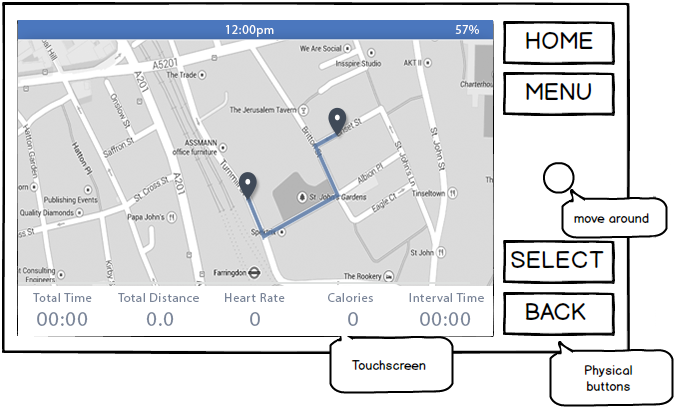 12:00pm
57%
HOME
MENU
move around
SELECT
BACK
Physical
buttons
Touchscreen
We Are Social
Insspire Studio
AKT II
A5201
A201
The Trade
Charterhou
Onslow St
Saffron St
Hatton Garden
Hatton Pl
The Jerusalem Tavern
Britton St
St John St
ASSMANN
office furniture
Turnmill
St. Cross St
A201
Albion Pl
St John's Ln
Publishing Events
Quality Diamonds
Papa John's
St John's Gardens
Eagle Ct
Tinseltown
St John St
St John
t Consulting
Engineers
Kirby
Farringdon
The Rookery
Total Time
Total Distance
Heart Rate
Calories
Interval Time
00:00
0.0
0
0
00:00